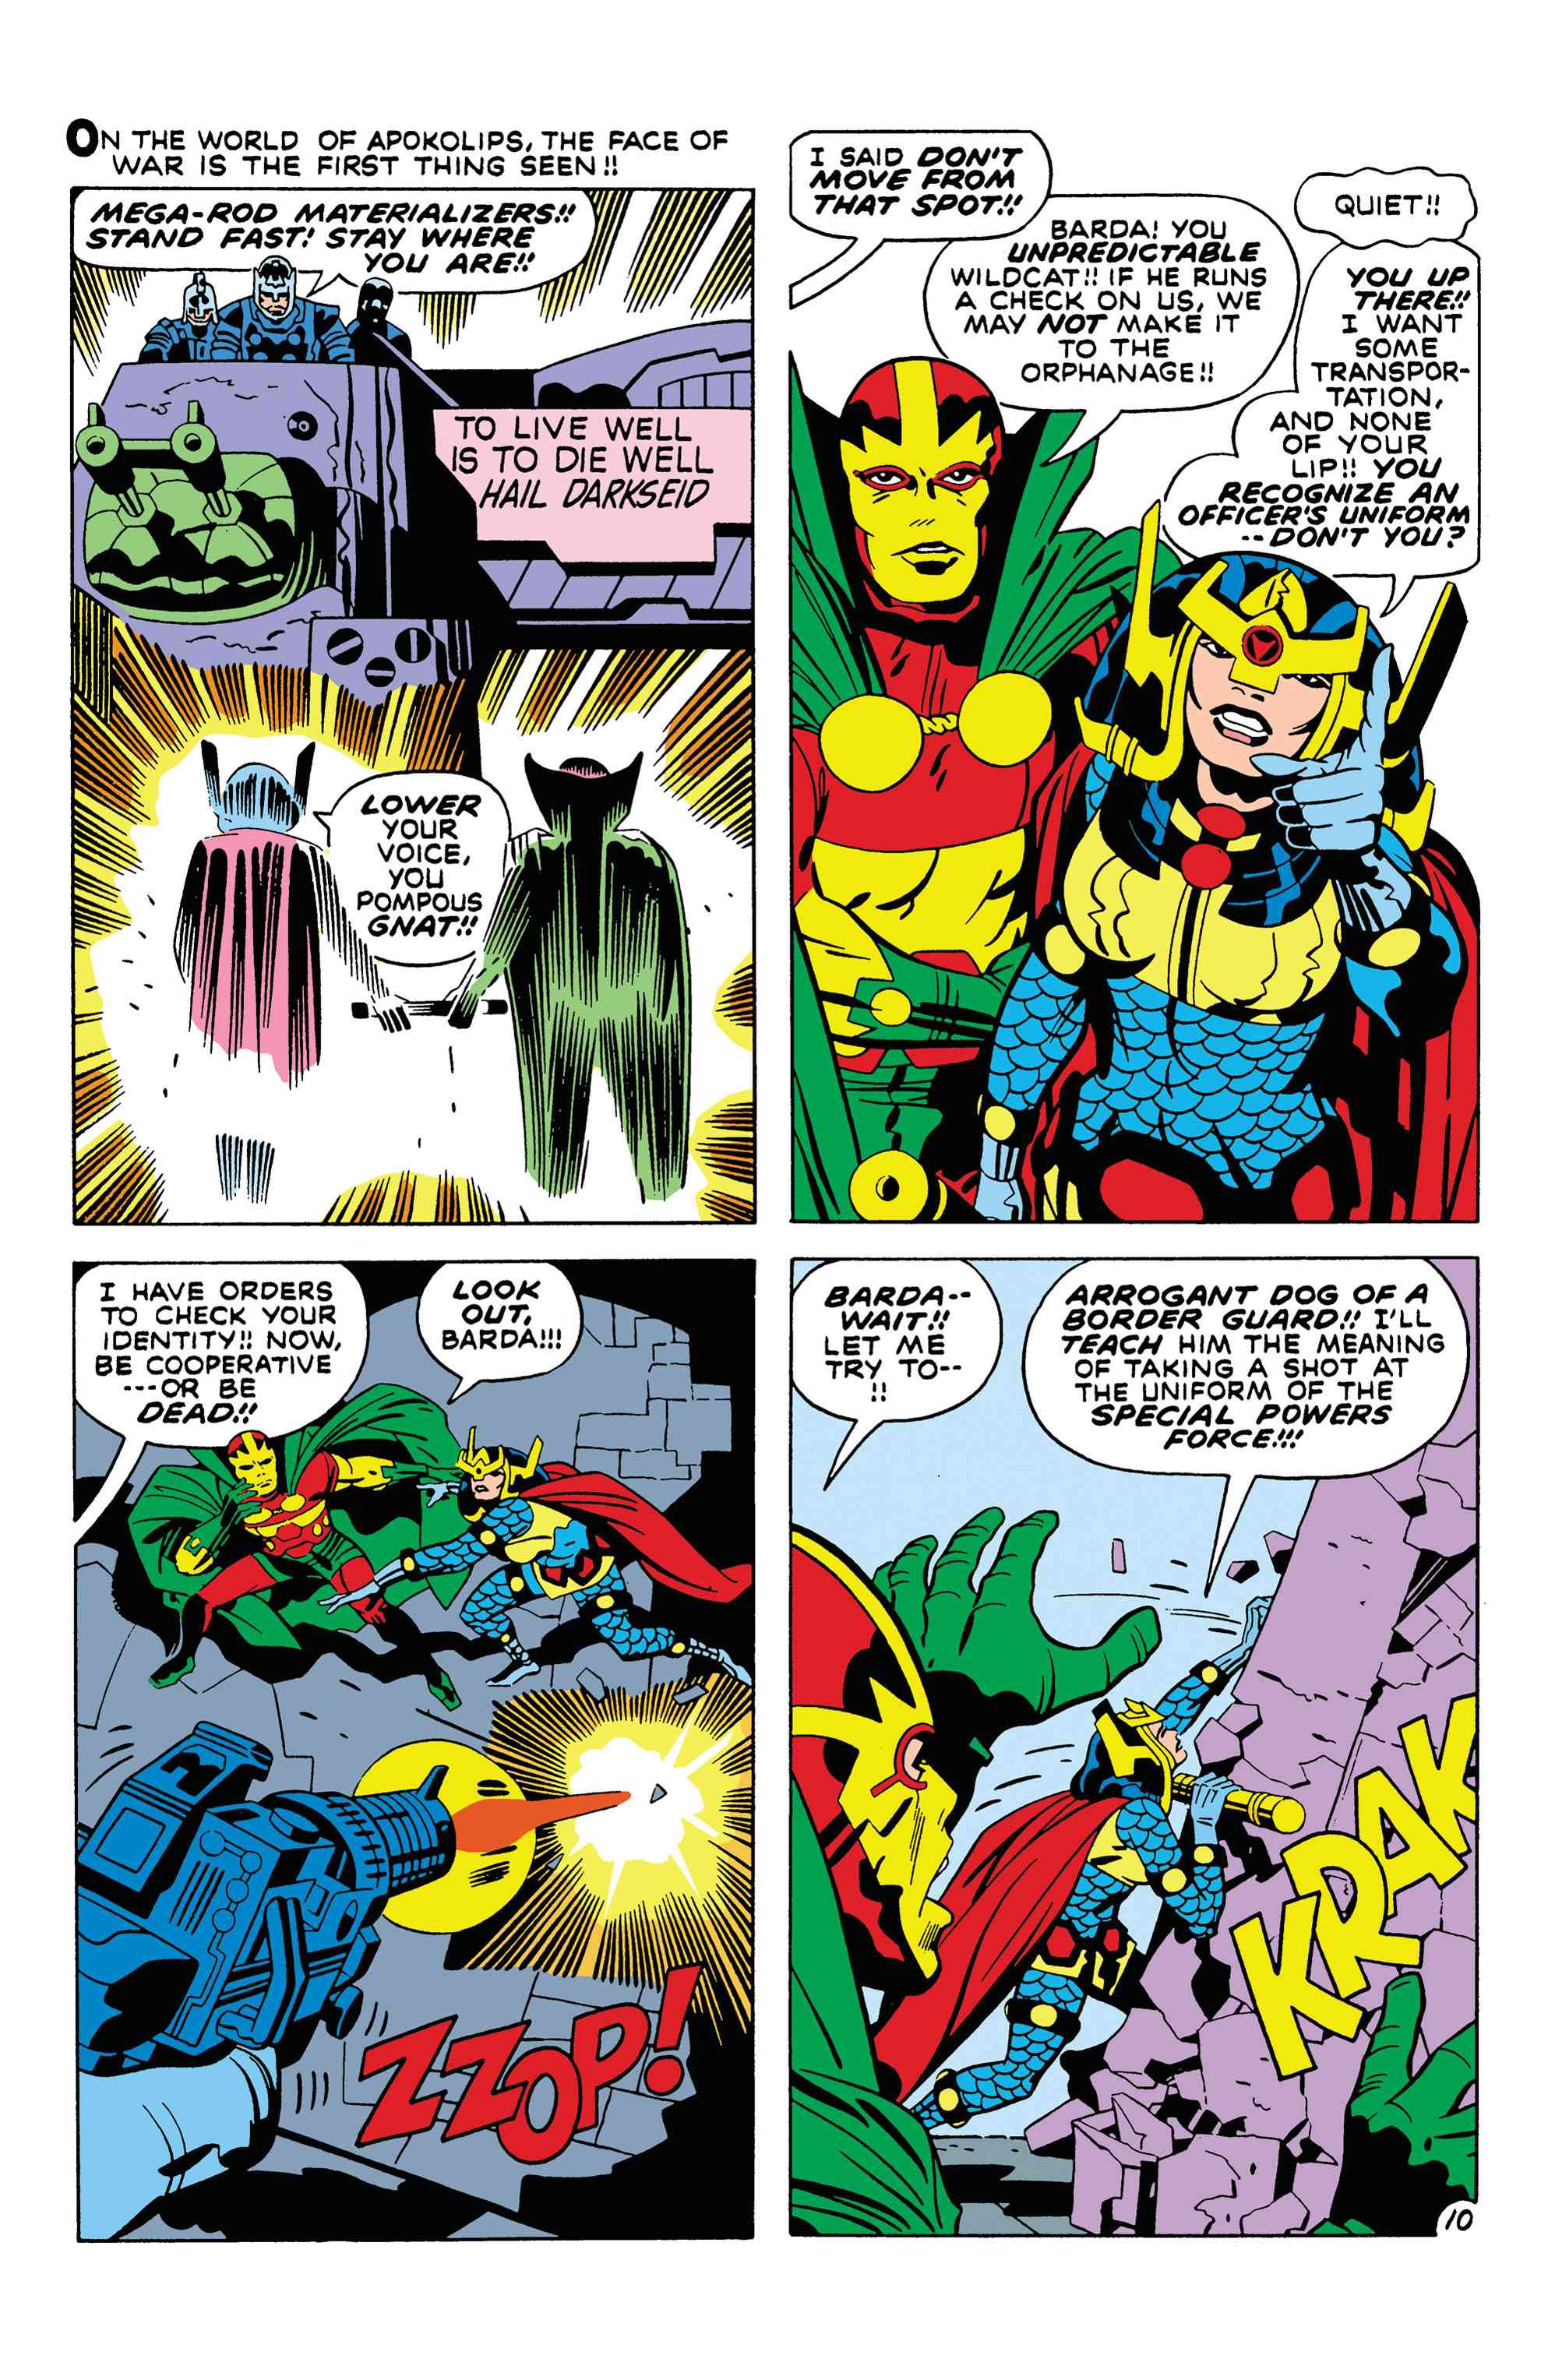 ON THE WORLD OF APOKOLIPS, THE FACE OF
WAR IS THE FIRST THING SEEN!!
MEGA-ROD MATERIALIZERS!!
STAND FAST! STAY WHERE
YOU ARE!!
TO LIVE WELL
IS TO DIE WELL
HAIL DARKSEID
LOWER
YOUR
VOICE,
YOU
POMPOUS
GNAT!!
I SAID DON'T
MOVE FROM
THAT SPOT!!
BARDA! YOU
UNPREDICTABLE
WILDCAT!! IF HE RUNS
A CHECK ON US, WE
MAY NOT MAKE IT
TO THE
ORPHANAGE!!
QUIET!!
YOU UP
THERE!!
I WANT
SOME
TRANSPOR-
TATION,
AND NONE
OF YOUR
LIP!! YOU
RECOGNIZE AN
OFFICER'S UNIFORM
--DON'T YOU?
I HAVE ORDERS
TO CHECK YOUR
IDENTITY!! NOW,
BE COOPERATIVE
---OR BE
DEAD!!
LOOK
OUT,
BARDA!!!
ZZOP!
BARDA--
WAIT!!
LET ME
TRY TO--
!!
ARROGANT DOG OF A
BORDER GUARD!! I'LL
TEACH HIM THE MEANING
OF TAKING A SHOT AT
THE UNIFORM OF THE
SPECIAL POWERS
FORCE!!!
KRAK
10